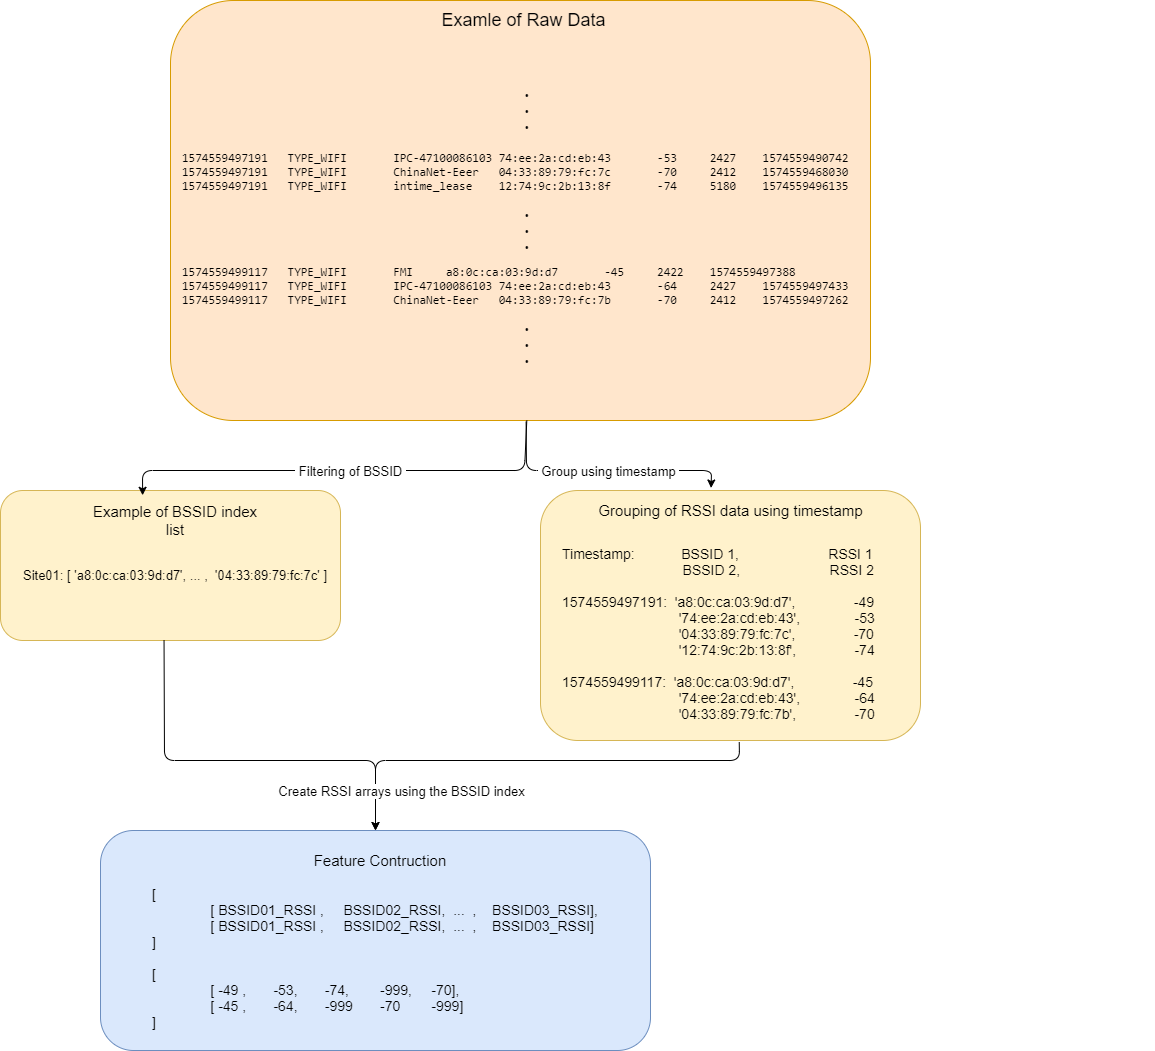 Examle of Raw Data
.
.
.
1574559497191 TYPE_WIFI IPC-47100086103 74:ee:2a:cd:eb:43 -53 2427 1574559490742
1574559497191 TYPE_WIFI ChinaNet-Eeer 04:33:89:79:fc:7c -70 2412 1574559468030
1574559497191 TYPE_WIFI intime_lease 12:74:9c:2b:13:8f -74 5180 1574559496135
.
.
.
1574559499117 TYPE_WIFI FMI a8:0c:ca:03:9d:d7 -45 2422 1574559497388
1574559499117 TYPE_WIFI IPC-47100086103 74:ee:2a:cd:eb:43 -64 2427 1574559497433
1574559499117 TYPE_WIFI ChinaNet-Eeer 04:33:89:79:fc:7b -70 2412 1574559497262
.
.
.
Filtering of BSSID
Group using timestamp
Example of BSSID index
list
Site01: [ 'a8:0c:ca:03:9d:d7', ... , '04:33:89:79:fc:7c' ]
Grouping of RSSI data using timestamp
Timestamp: BSSID 1, RSSI 1
BSSID 2, RSSI 2
1574559497191: 'a8:0c:ca:03:9d:d7', -49
'74:ee:2a:cd:eb:43', -53
'04:33:89:79:fc:7c', -70
'12:74:9c:2b:13:8f', -74
1574559499117: 'a8:0c:ca:03:9d:d7', -45
'74:ee:2a:cd:eb:43', -64
'04:33:89:79:fc:7b', -70
Create RSSI arrays using the BSSID index
Feature Contruction
[
[ BSSID01_RSSI , BSSID02_RSSI, ... , BSSID03_RSSI],
[ BSSID01_RSSI , BSSID02_RSSI, ... , BSSID03_RSSI]
]
[
[ -49 , -53, -74, -999, -70],
[ -45 , -64, -999 -70 -999]
]